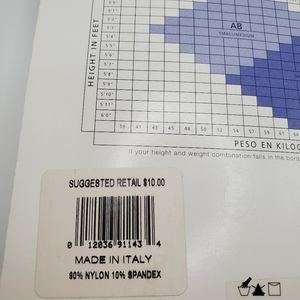 HEIGHT IN FEET
5'0"
5'1"
5'2"
5'3"
5'4"
5'5"
5'6"
5'7"
5'8"
5'9"
5'10"
5'11"
6'0"
AB
SMALL/MEDIUM
39 41 43 45 48 50 52 54 57 59 61 64
PESO EN KILO
If your height and weight combination falls in the bord
SUGGESTED RETAIL $10.00
0 12036 91143 4
MADE IN ITALY
90% NYLON 10% SPANDEX